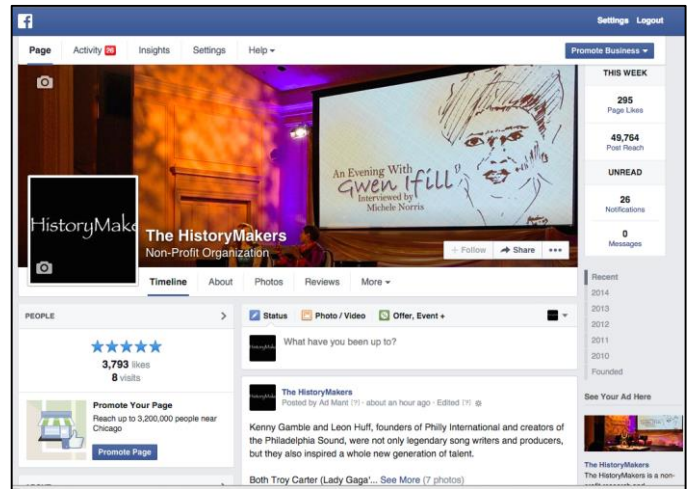 Settings Logout
Page Activity 26 Insights Settings Help
Promote Business
THIS WEEK
295
Page Likes
49,764
Post Reach
UNREAD
26
Notifications
0
Messages
An Evening With
Gwen Ifill
Interviewed by
Michele Norris
HistoryMake
The HistoryMakers
Non-Profit Organization
+ Follow Share
Timeline About Photos Reviews More
Recent
2014
2013
2012
2011
2010
Founded
PEOPLE
3,793 likes
8 visits
Promote Your Page
Reach up to 3,200,000 people near
Chicago
Promote Page
Status Photo / Video Offer, Event +
What have you been up to?
The HistoryMakers
Posted by Ad Mant [?] · about an hour ago · Edited [?]
Kenny Gamble and Leon Huff, founders of Philly International and creators of
the Philadelphia Sound, were not only legendary song writers and producers,
but they also inspired a whole new generation of talent.
Both Troy Carter (Lady Gaga'... See More (7 photos)
See Your Ad Here
The HistoryMakers
The HistoryMakers is a non-